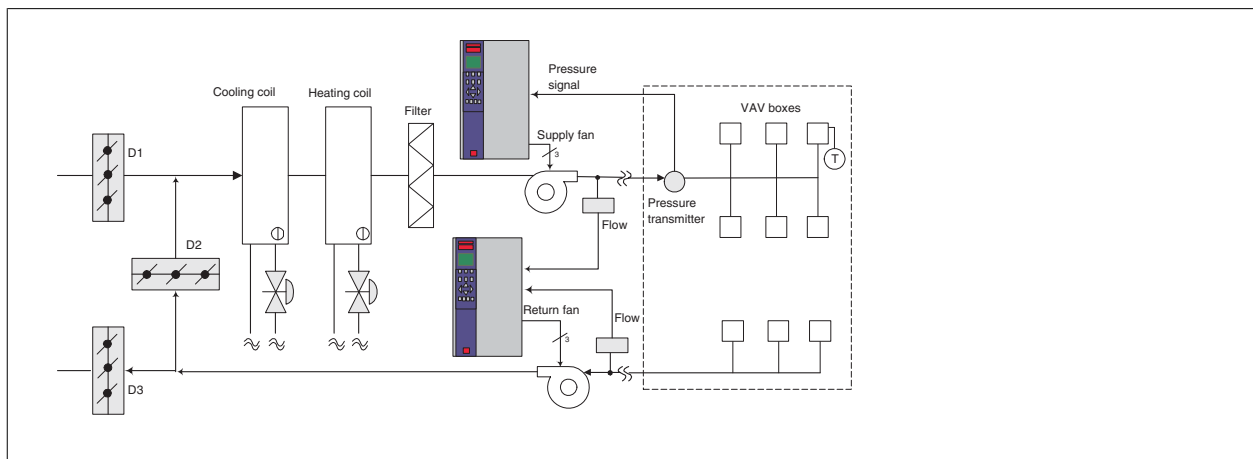 Cooling coil
Heating coil
Filter
Pressure
signal
VAV boxes
D1
Supply fan
3
T
Flow
Pressure
transmitter
D2
Return fan
3
Flow
D3